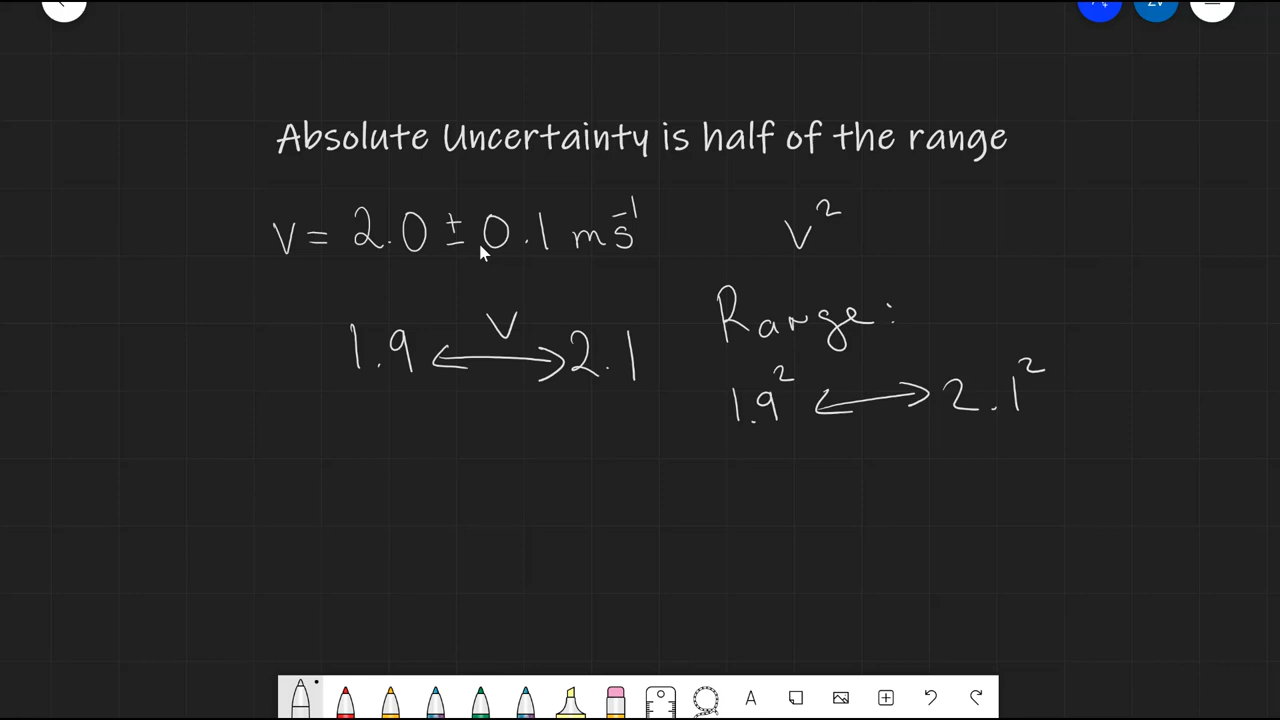 Absolute Uncertainty is half of the range
v = 2.0 ± 0.1 ms⁻¹
v²
V
1.9 ⟷ 2.1
Range:
1.9² ⟷ 2.1²
A